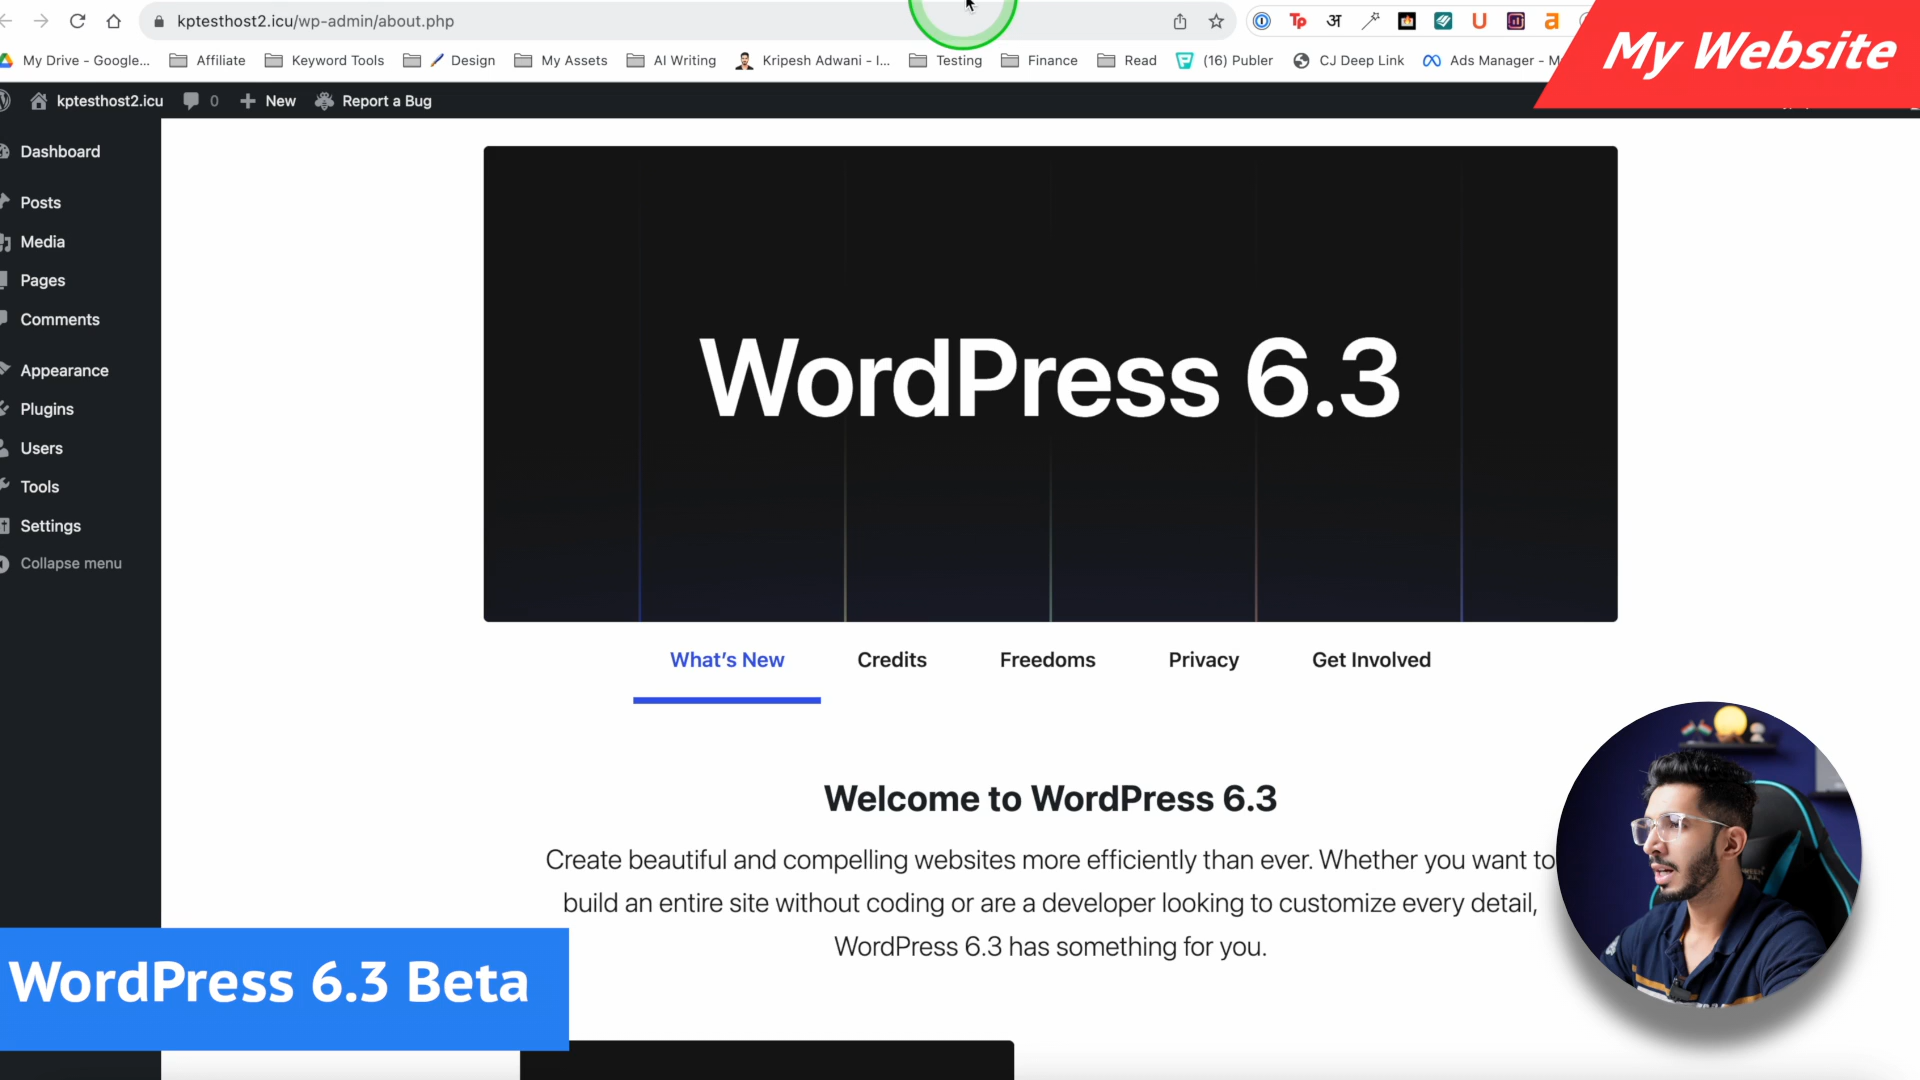 kptesthost2.icu/wp-admin/about.php
Tp
अ
U
a
My Website
My Drive - Google...
Affiliate
Keyword Tools
Design
My Assets
AI Writing
Kripesh Adwani - I...
Testing
Finance
Read
(16) Publer
CJ Deep Link
Ads Manager - M
kptesthost2.icu
0
New
Report a Bug
Dashboard
Posts
Media
Pages
Comments
Appearance
Plugins
Users
Tools
Settings
Collapse menu
WordPress 6.3
What's New
Credits
Freedoms
Privacy
Get Involved
Welcome to WordPress 6.3
Create beautiful and compelling websites more efficiently than ever. Whether you want to
build an entire site without coding or are a developer looking to customize every detail,
WordPress 6.3 has something for you.
WordPress 6.3 Beta